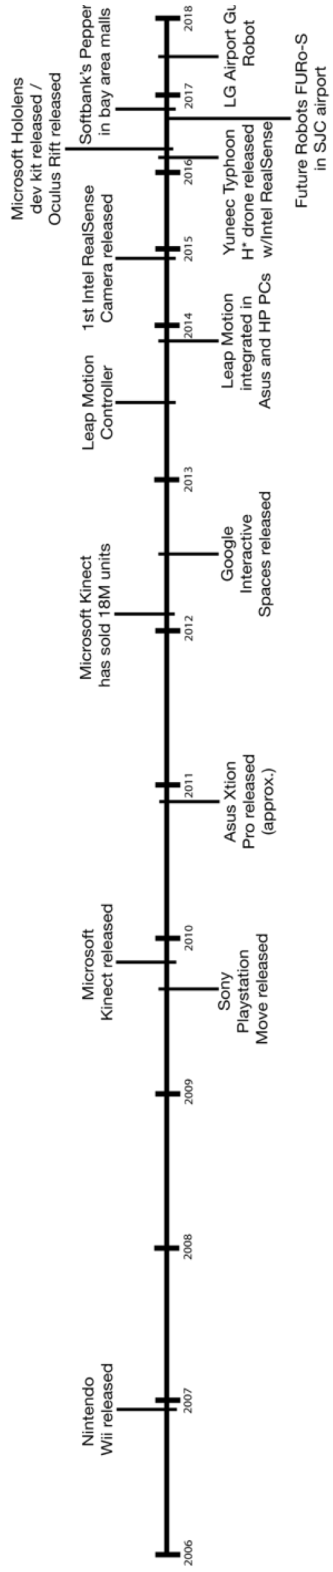 Nintendo
Wii released
Microsoft
Kinect released
Sony
Playstation
Move released
Asus Xtion
Pro released
(approx.)
Microsoft Kinect
has sold 18M units
Google
Interactive
Spaces released
Leap Motion
Controller
Leap Motion
integrated in
Asus and HP PCs
1st Intel RealSense
Camera released
Yuneec Typhoon
H* drone released
w/Intel RealSense
Microsoft Hololens
dev kit released /
Oculus Rift released
Future Robots FURo-S
in SJC airport
Softbank's Pepper
in bay area malls
LG Airport
Robot
2006
2007
2008
2009
2010
2011
2012
2013
2014
2015
2016
2017
2018